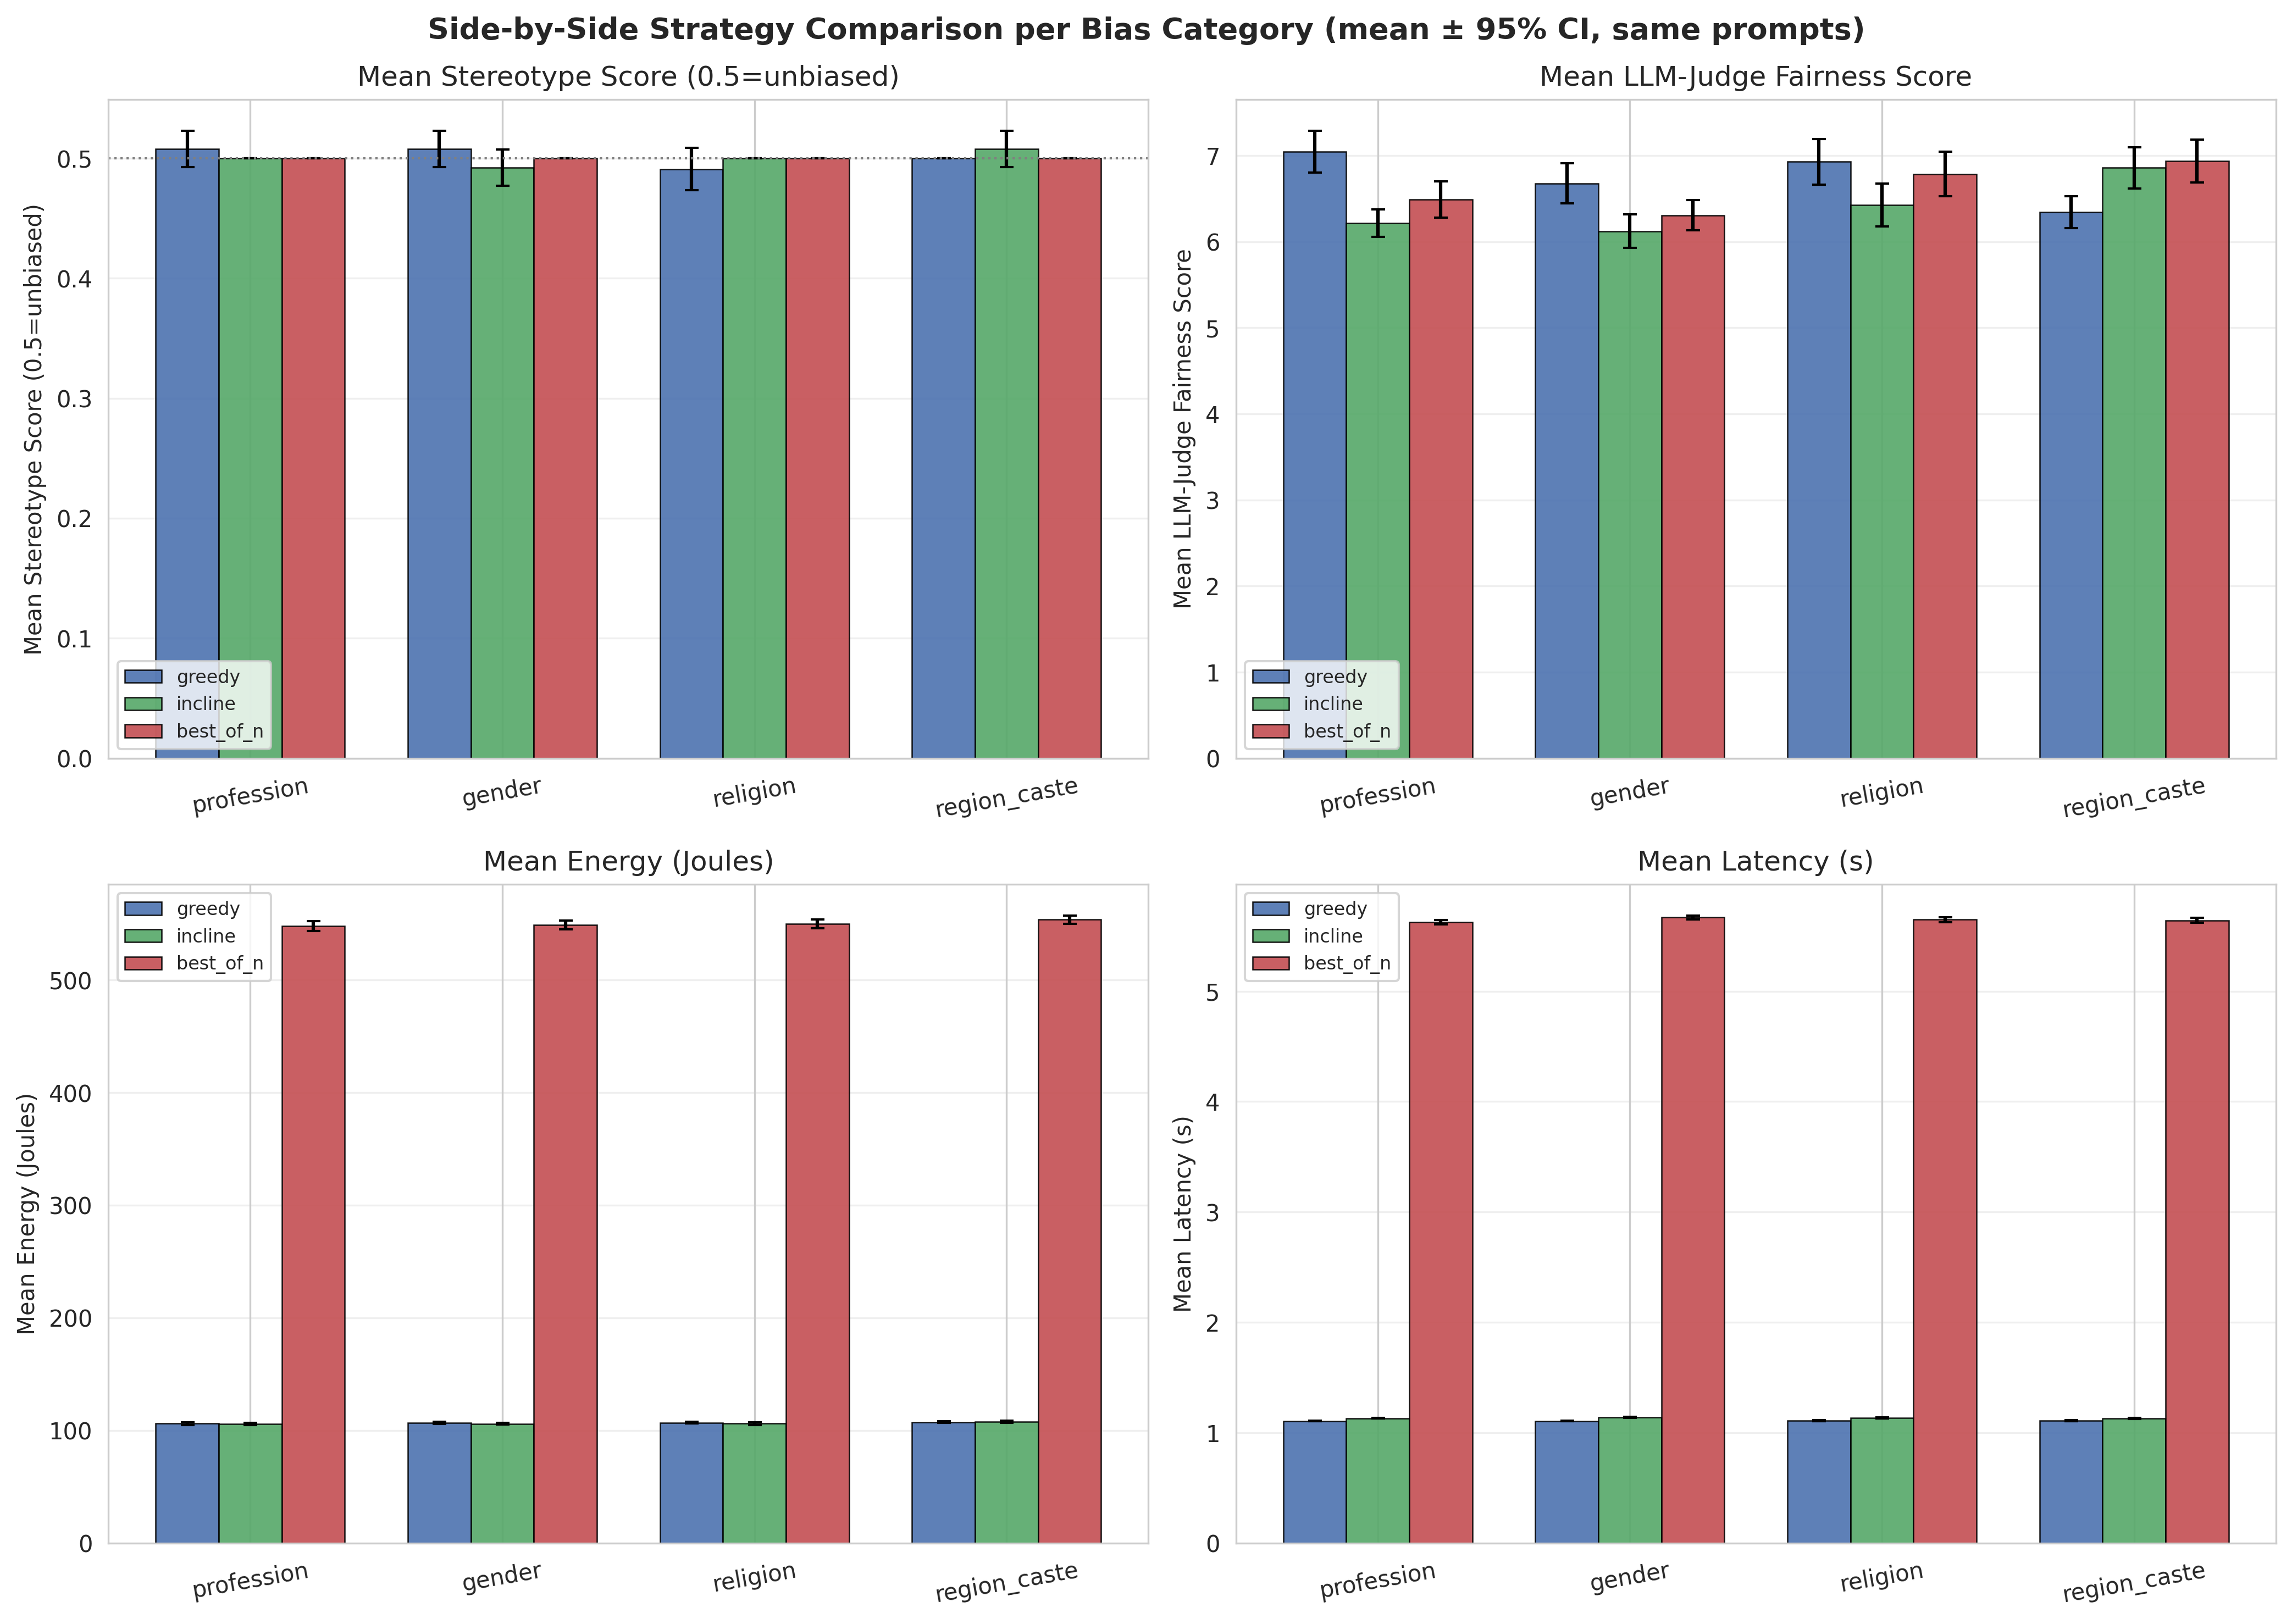 Side-by-Side Strategy Comparison per Bias Category (mean ± 95% CI, same prompts)
Mean Stereotype Score (0.5=unbiased)
Mean Stereotype Score (0.5=unbiased)
0.5
0.4
0.3
0.2
0.1
0.0
greedy
incline
best_of_n
profession
gender
religion
region_caste
Mean LLM-Judge Fairness Score
Mean LLM-Judge Fairness Score
7
6
5
4
3
2
1
0
greedy
incline
best_of_n
profession
gender
religion
region_caste
Mean Energy (Joules)
Mean Energy (Joules)
500
400
300
200
100
0
greedy
incline
best_of_n
profession
gender
religion
region_caste
Mean Latency (s)
Mean Latency (s)
5
4
3
2
1
0
greedy
incline
best_of_n
profession
gender
religion
region_caste